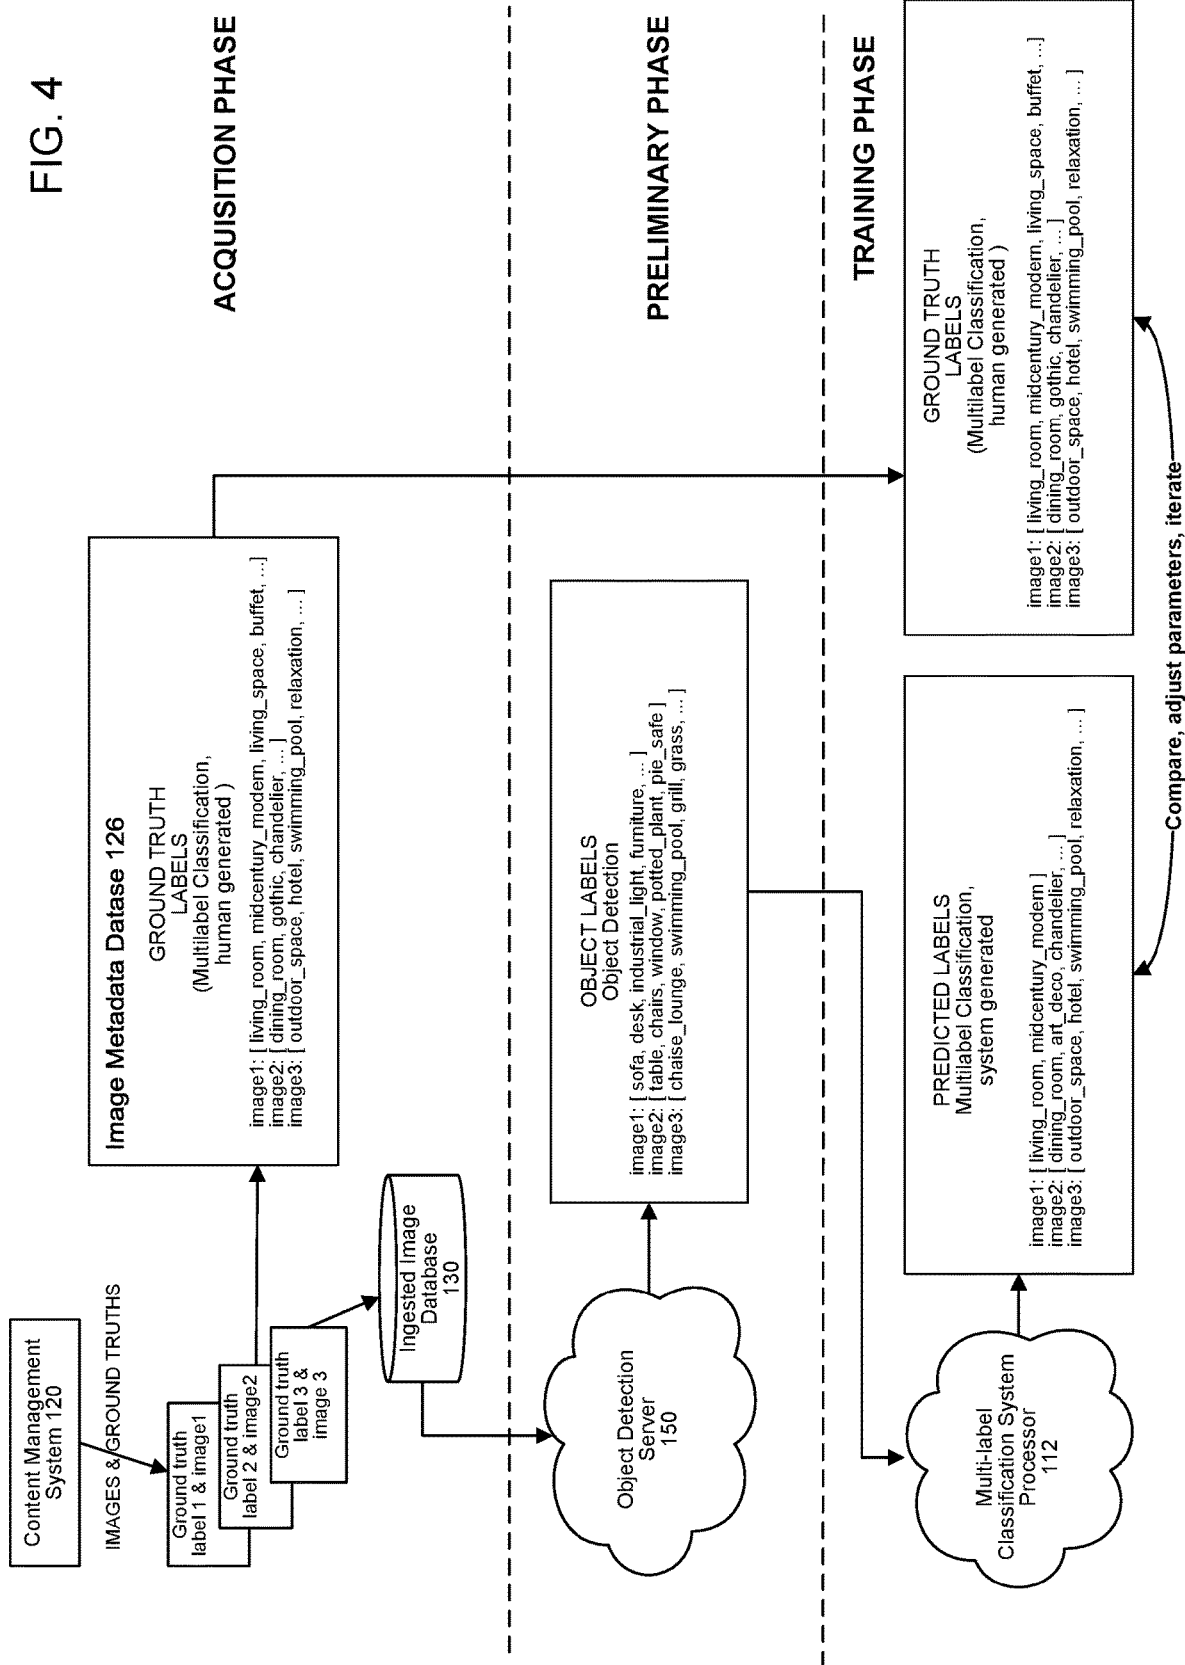 FIG. 4
ACQUISITION PHASE
Content Management
System 120
IMAGES & GROUND TRUTHS
Ground truth
label 1 & image1
Ground truth
label 2 & image2
Ground truth
label 3 &
image 3
Image Metadata Datase 126
GROUND TRUTH
LABELS
(Multilabel Classification,
human generated )
image1: [ living_room, midcentury_modern, living_space, buffet, ...]
image2: [ dining_room, gothic, chandelier, ... ]
image3: [ outdoor_space, hotel, swimming_pool, relaxation, ... ]
Ingested Image
Database
130
PRELIMINARY PHASE
Object Detection
Server
150
OBJECT LABELS
Object Detection
image1: [ sofa, desk, industrial_light, furniture, ... ]
image2: [ table, chairs, window, potted_plant, pie_safe ]
image3: [ chaise_lounge, swimming_pool, grill, grass, ... ]
TRAINING PHASE
Multi-label
Classification System
Processor
112
PREDICTED LABELS
Multilabel Classification,
system generated
image1: [ living_room, midcentury_modern ]
image2: [ dining_room, art_deco, chandelier, ... ]
image3: [ outdoor_space, hotel, swimming_pool, relaxation, ... ]
GROUND TRUTH
LABELS
(Multilabel Classification,
human generated )
image1: [ living_room, midcentury_modern, living_space, buffet, ...]
image2: [ dining_room, gothic, chandelier, ... ]
image3: [ outdoor_space, hotel, swimming_pool, relaxation, ... ]
Compare, adjust parameters, iterate